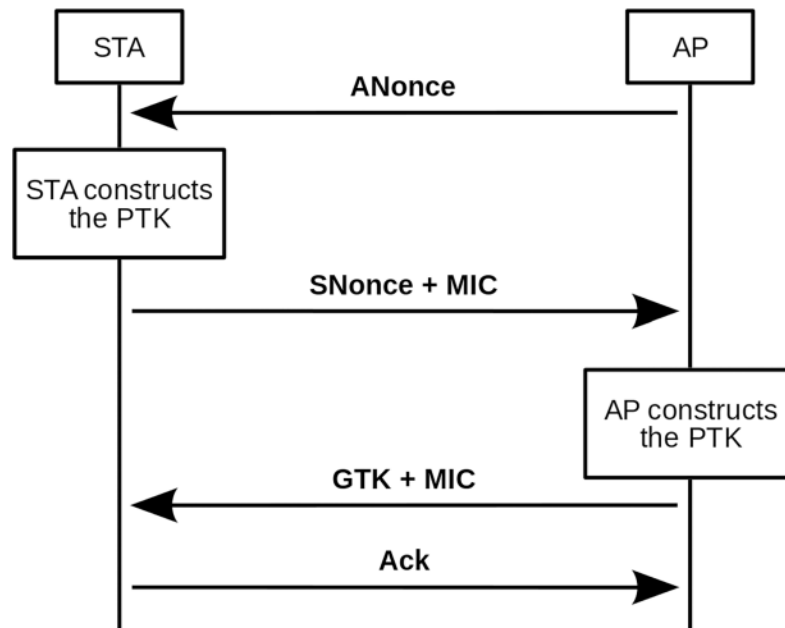 STA
AP
ANonce
STA constructs
the PTK
SNonce + MIC
AP constructs
the PTK
GTK + MIC
Ack